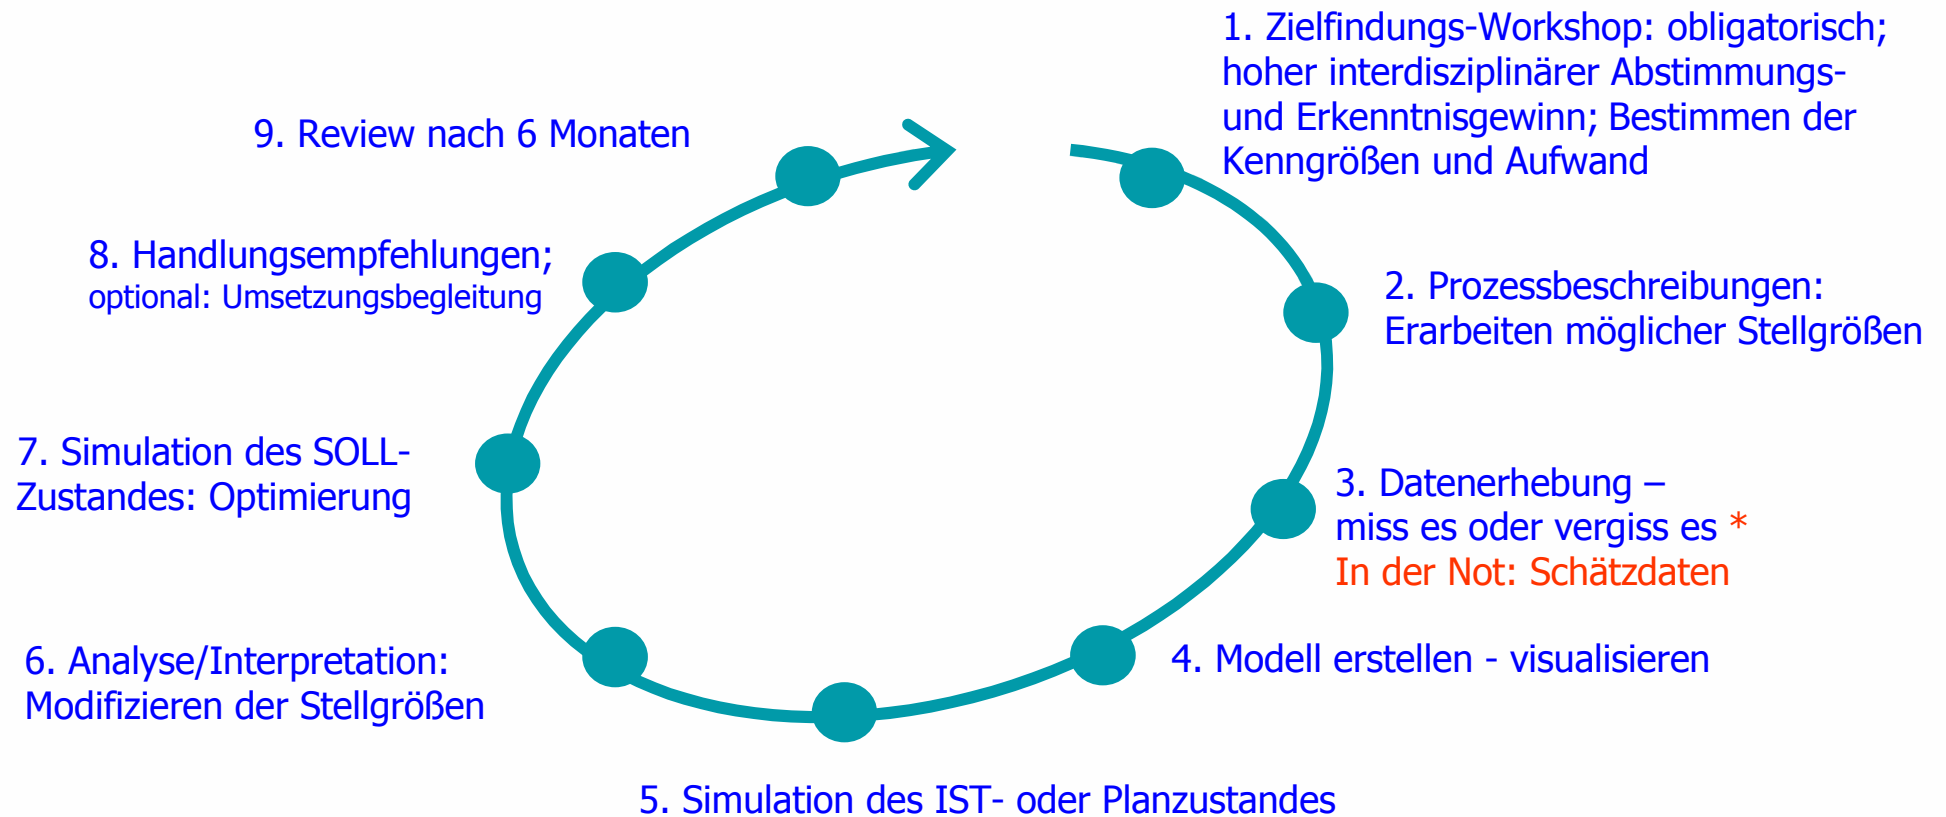 1. Zielfindungs-Workshop: obligatorisch;
hoher interdisziplinärer Abstimmungs-
und Erkenntnisgewinn; Bestimmen der
Kenngrößen und Aufwand
2. Prozessbeschreibungen:
Erarbeiten möglicher Stellgrößen
3. Datenerhebung –
miss es oder vergiss es *
In der Not: Schätzdaten
4. Modell erstellen - visualisieren
5. Simulation des IST- oder Planzustandes
6. Analyse/Interpretation:
Modifizieren der Stellgrößen
7. Simulation des SOLL-
Zustandes: Optimierung
8. Handlungsempfehlungen;
optional: Umsetzungsbegleitung
9. Review nach 6 Monaten